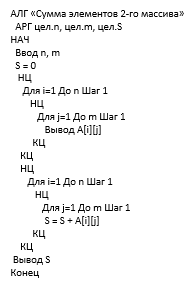 АЛГ «Сумма элементов 2-го массива»
АРГ цел.n, цел.m, цел.S
НАЧ
Ввод n, m
S = 0
НЦ
Для i=1 До n Шаг 1
НЦ
Для j=1 До m Шаг 1
Вывод A[i][j]
КЦ
КЦ
НЦ
Для i=1 До n Шаг 1
НЦ
Для j=1 До m Шаг 1
S = S + A[i][j]
КЦ
КЦ
Вывод S
Конец